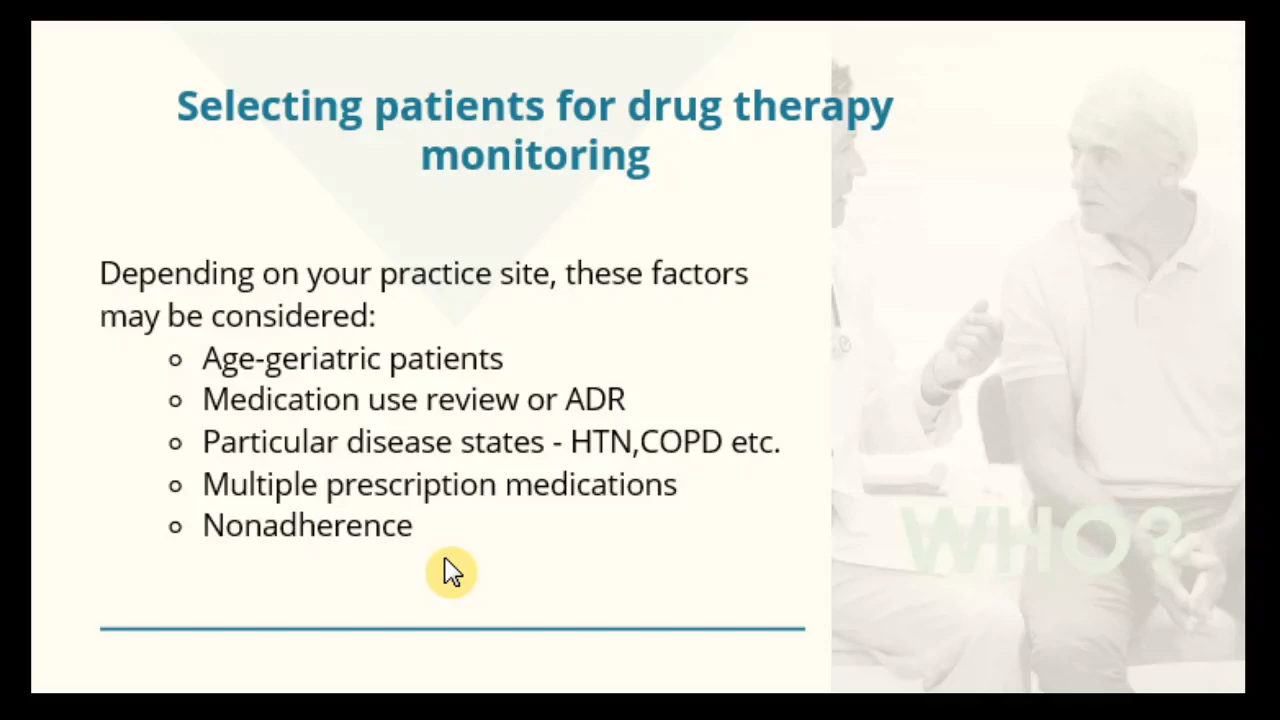 Selecting patients for drug therapy
monitoring
Depending on your practice site, these factors
may be considered:
Age-geriatric patients
Medication use review or ADR
Particular disease states - HTN,COPD etc.
Multiple prescription medications
Nonadherence
WHO?